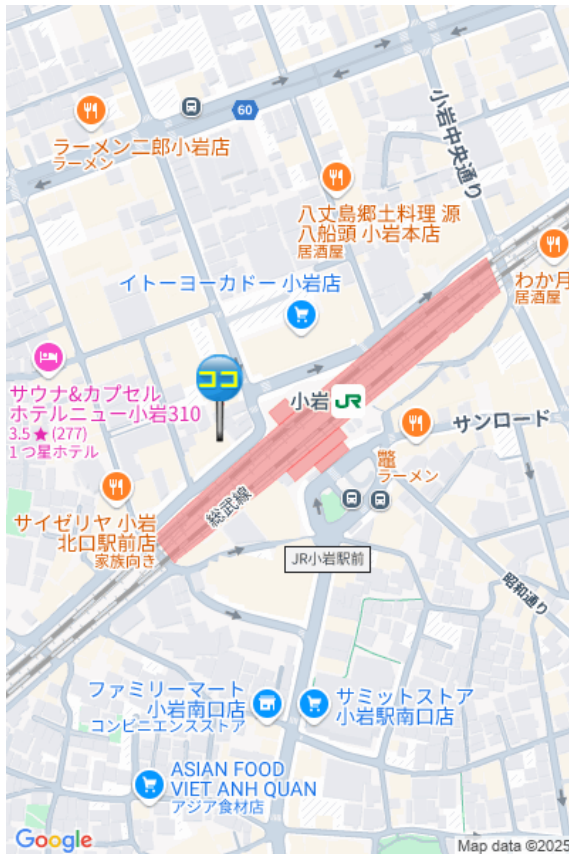 60
ラーメン二郎小岩店
ラーメン
小岩中央通り
八丈島郷土料理 源
八船頭 小岩本店
居酒屋
わか月
居酒屋
イトーヨーカドー 小岩店
ココ
サウナ&カプセル
ホテルニュー小岩310
3.5★(277)
1つ星ホテル
小岩 JR
サンロード
鼈
ラーメン
サイゼリヤ 小岩
北口駅前店
家族向き
総武線
JR小岩駅前
昭和通り
ファミリーマート
小岩南口店
コンビニエンスストア
サミットストア
小岩駅南口店
ASIAN FOOD
VIET ANH QUAN
アジア食材店
Google
Map data ©2025